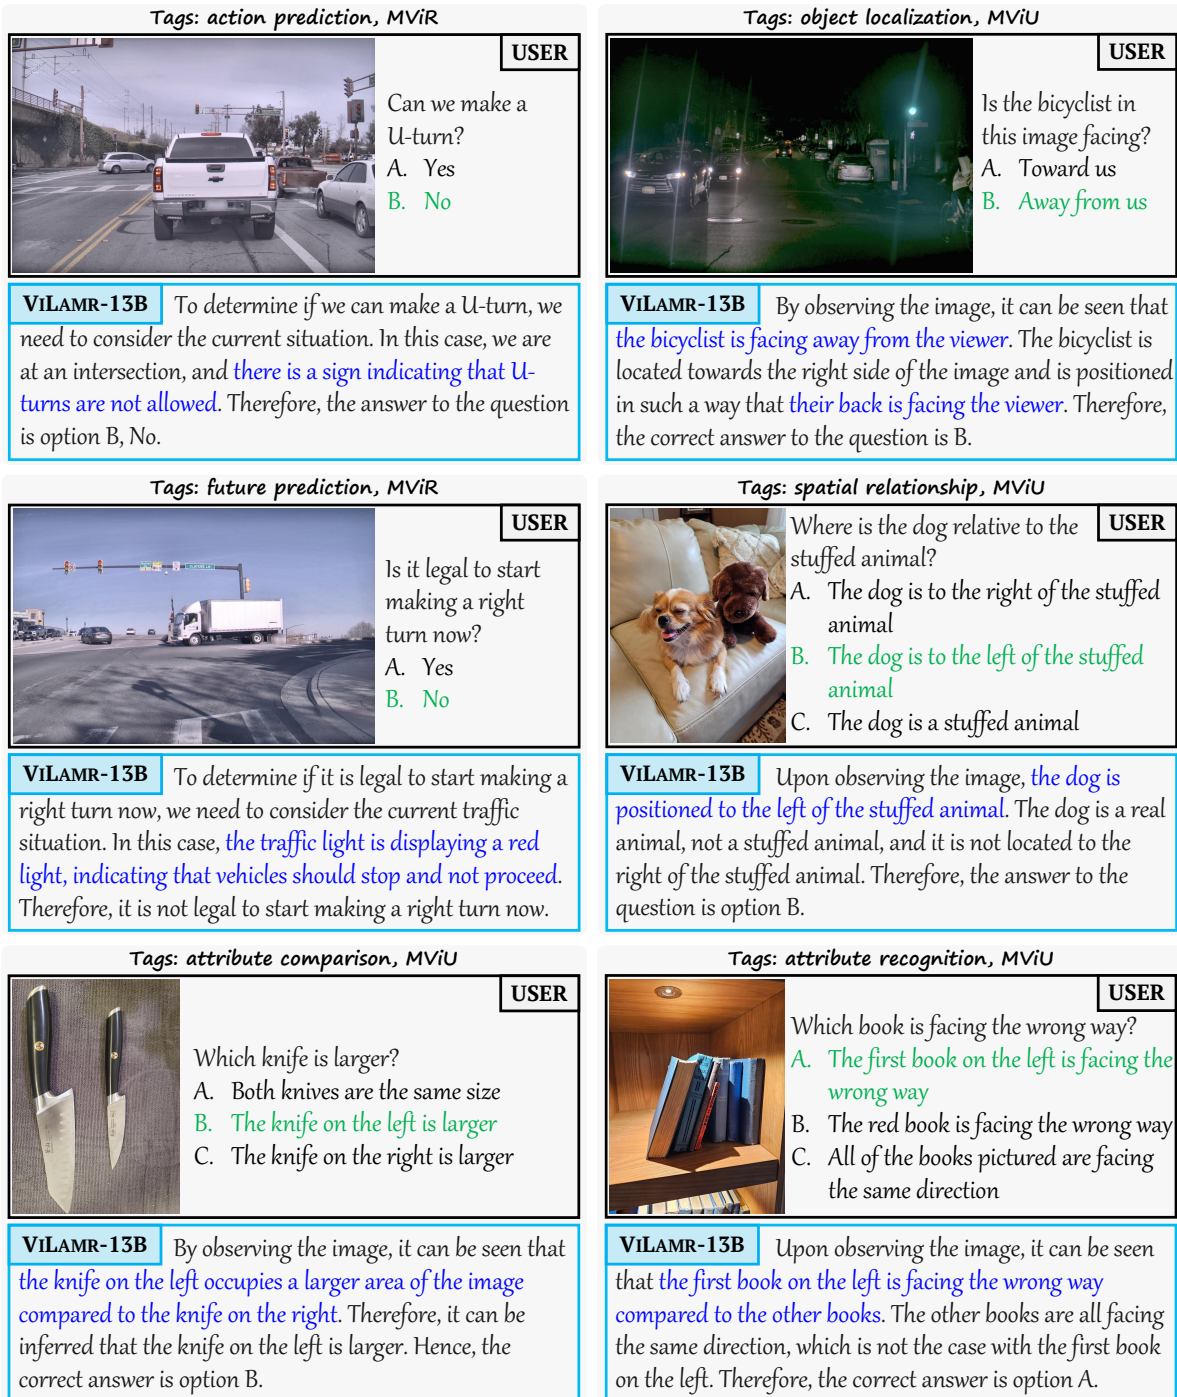 Tags: action prediction, MViR
USER
Can we make a
U-turn?
A. Yes
B. No
VILAMR-13B To determine if we can make a U-turn, we
need to consider the current situation. In this case, we are
at an intersection, and there is a sign indicating that U-
turns are not allowed. Therefore, the answer to the question
is option B, No.
Tags: object localization, MViU
USER
Is the bicyclist in
this image facing?
A. Toward us
B. Away from us
VILAMR-13B By observing the image, it can be seen that
the bicyclist is facing away from the viewer. The bicyclist is
located towards the right side of the image and is positioned
in such a way that their back is facing the viewer. Therefore,
the correct answer to the question is B.
Tags: future prediction, MViR
USER
Is it legal to start
making a right
turn now?
A. Yes
B. No
VILAMR-13B To determine if it is legal to start making a
right turn now, we need to consider the current traffic
situation. In this case, the traffic light is displaying a red
light, indicating that vehicles should stop and not proceed.
Therefore, it is not legal to start making a right turn now.
Tags: spatial relationship, MViU
USER
Where is the dog relative to the
stuffed animal?
A. The dog is to the right of the stuffed
animal
B. The dog is to the left of the stuffed
animal
C. The dog is a stuffed animal
VILAMR-13B Upon observing the image, the dog is
positioned to the left of the stuffed animal. The dog is a real
animal, not a stuffed animal, and it is not located to the
right of the stuffed animal. Therefore, the answer to the
question is option B.
Tags: attribute comparison, MViU
USER
Which knife is larger?
A. Both knives are the same size
B. The knife on the left is larger
C. The knife on the right is larger
VILAMR-13B By observing the image, it can be seen that
the knife on the left occupies a larger area of the image
compared to the knife on the right. Therefore, it can be
inferred that the knife on the left is larger. Hence, the
correct answer is option B.
Tags: attribute recognition, MViU
USER
Which book is facing the wrong way?
A. The first book on the left is facing the
wrong way
B. The red book is facing the wrong way
C. All of the books pictured are facing
the same direction
VILAMR-13B Upon observing the image, it can be seen
that the first book on the left is facing the wrong way
compared to the other books. The other books are all facing
the same direction, which is not the case with the first book
on the left. Therefore, the correct answer is option A.